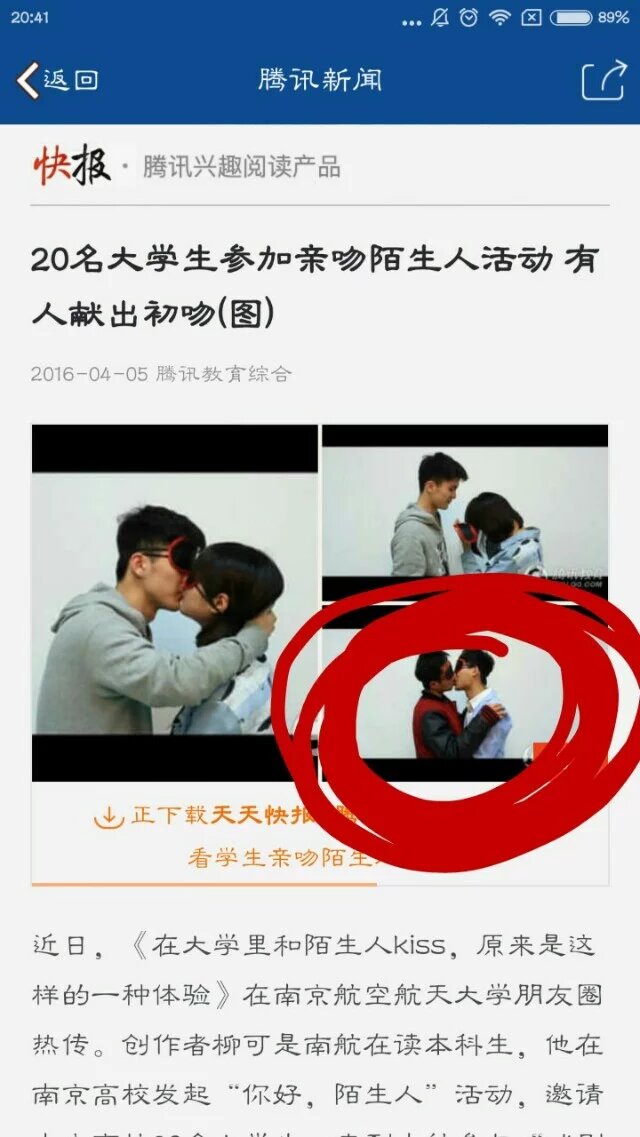 20:41
89%
返回
腾讯新闻
快报·腾讯兴趣阅读产品
20名大学生参加亲吻陌生人活动 有
人献出初吻(图)
2016-04-05 腾讯教育综合
腾讯教育
QQ.COM
正下载天天快报
看学生亲吻陌生
近日，《在大学里和陌生人kiss，原来是这
样的一种体验》在南京航空航天大学朋友圈
热传。创作者柳可是南航在读本科生，他在
南京高校发起“你好，陌生人”活动，邀请